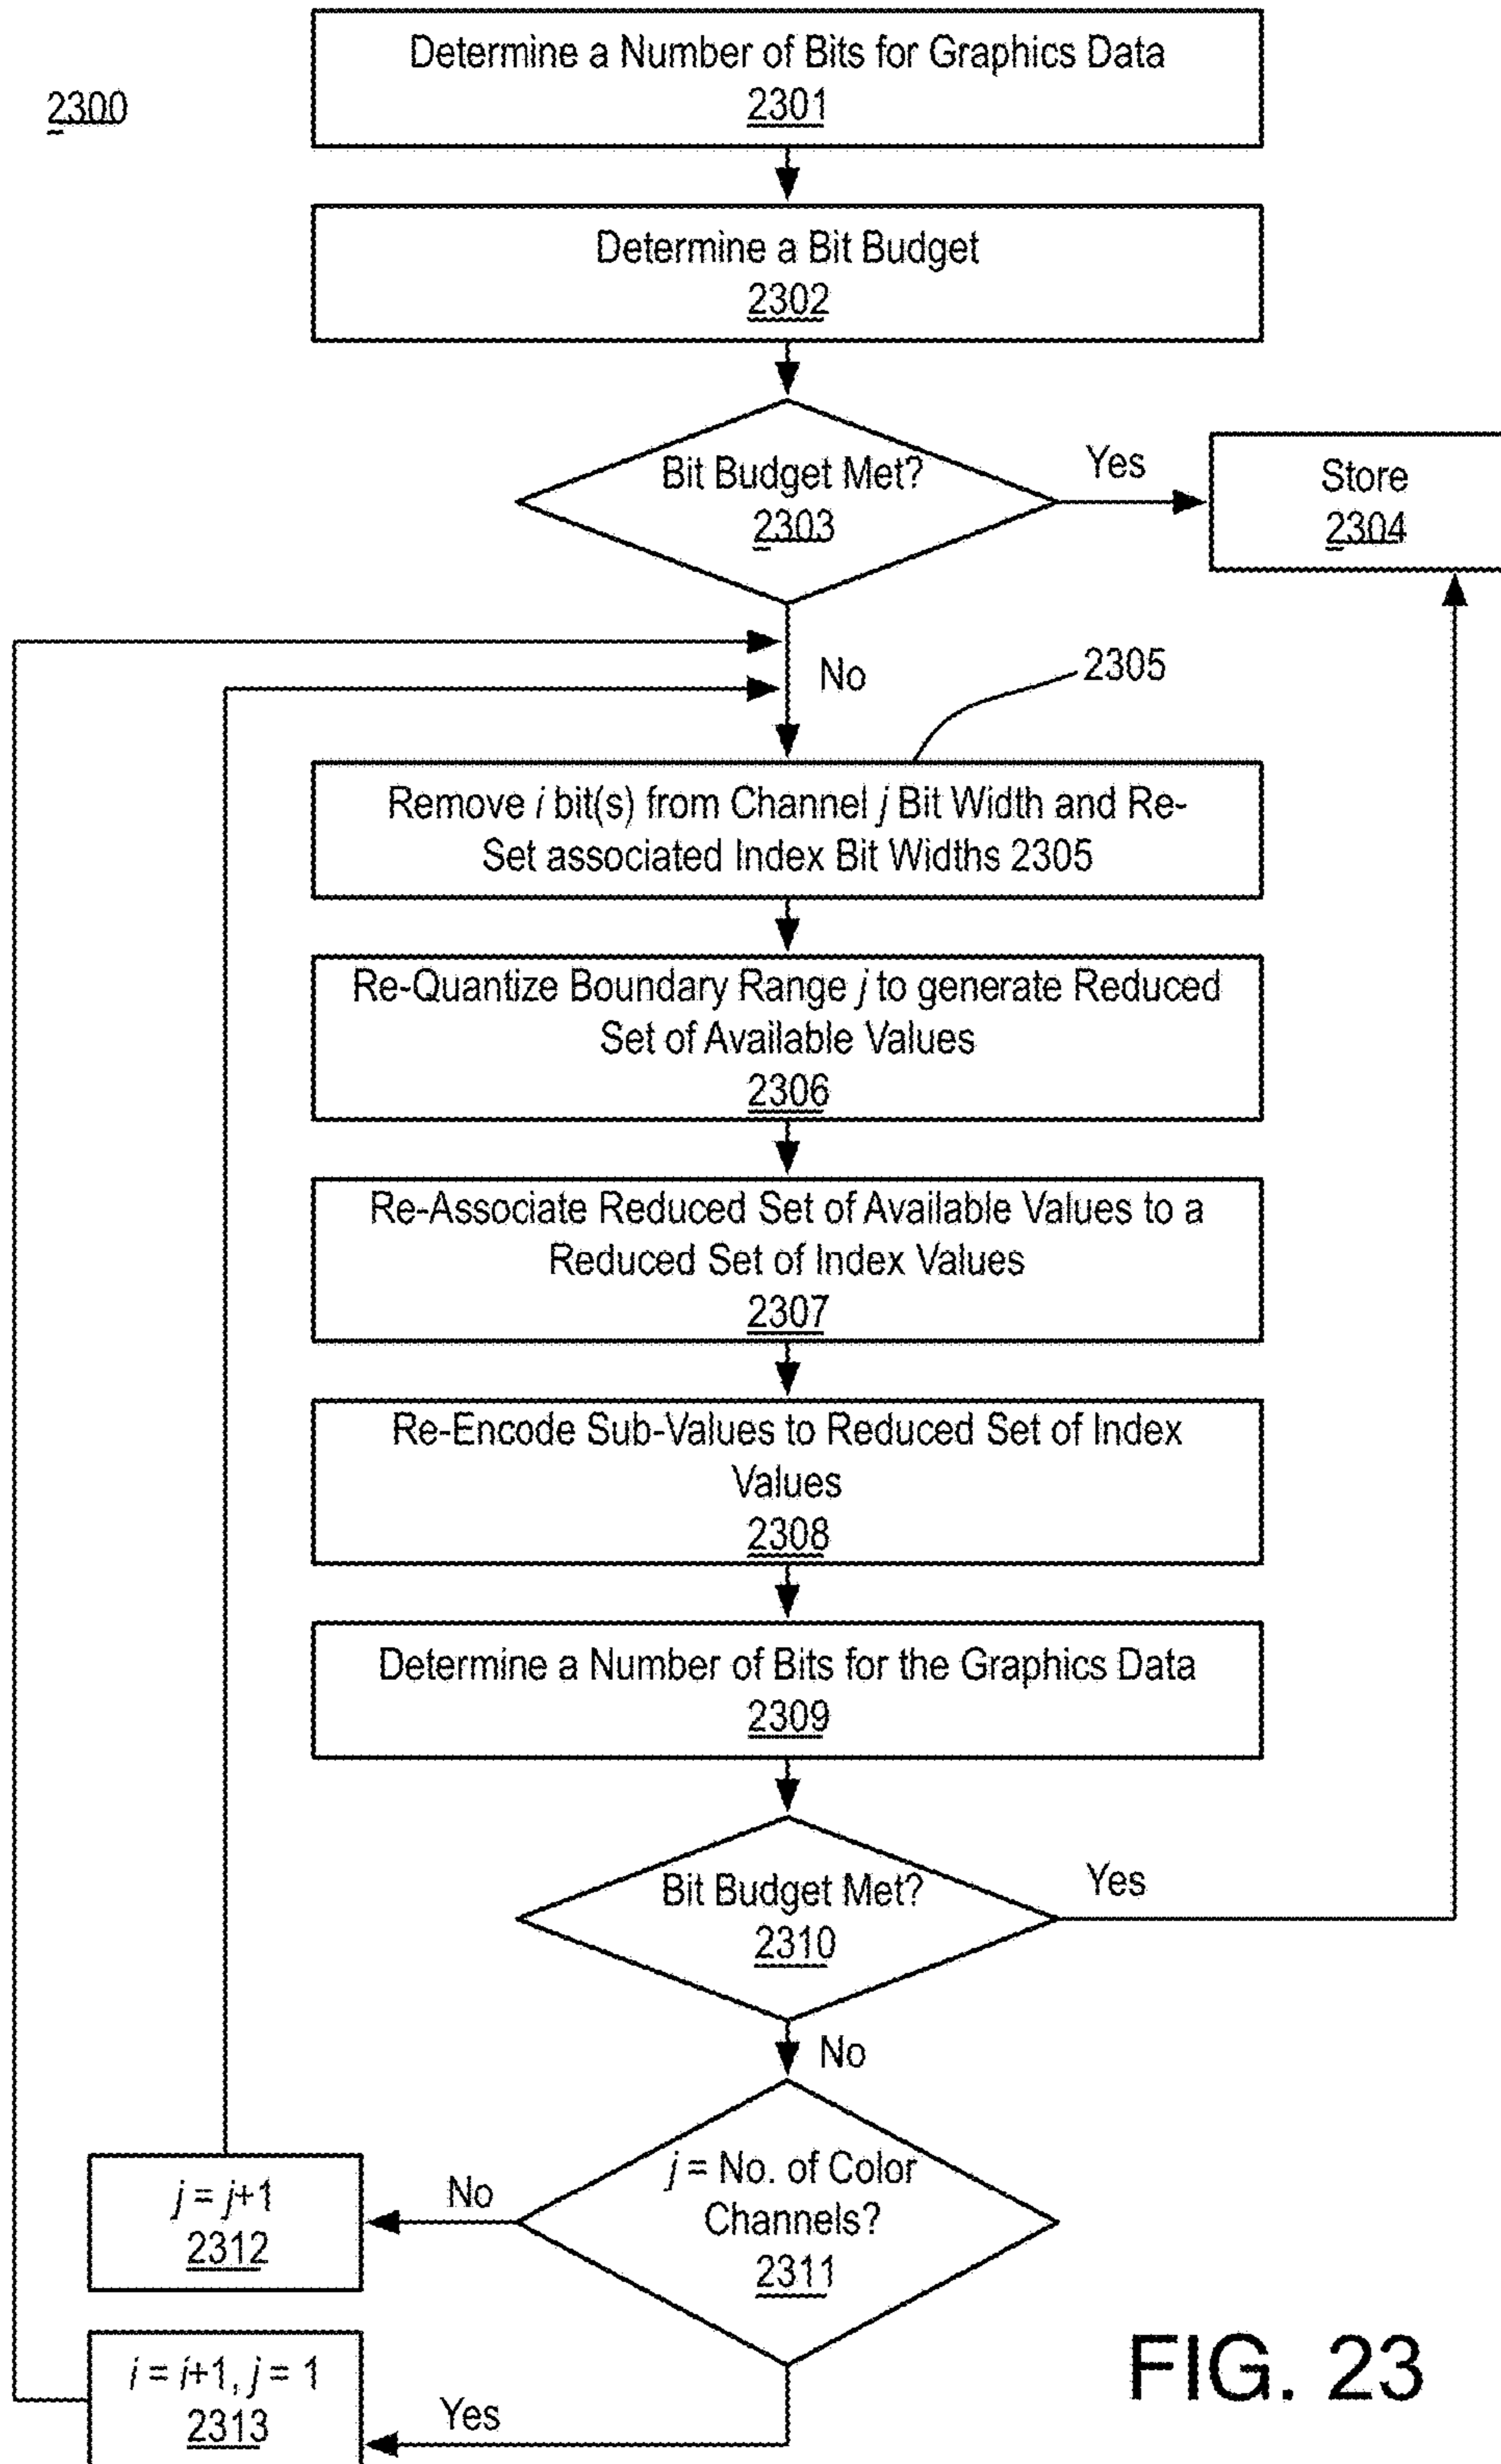 Determine a Number of Bits for Graphics Data
2301
2300
Determine a Bit Budget
2302
Bit Budget Met?
2303
Yes
Store
2304
No
2305
Remove i bit(s) from Channel j Bit Width and Re-
Set associated Index Bit Widths 2305
Re-Quantize Boundary Range j to generate Reduced
Set of Available Values
2306
Re-Associate Reduced Set of Available Values to a
Reduced Set of Index Values
2307
Re-Encode Sub-Values to Reduced Set of Index
Values
2308
Determine a Number of Bits for the Graphics Data
2309
Bit Budget Met?
2310
Yes
No
j = No. of Color
Channels?
2311
No
j = j+1
2312
i = i+1, j = 1
2313
Yes
FIG. 23